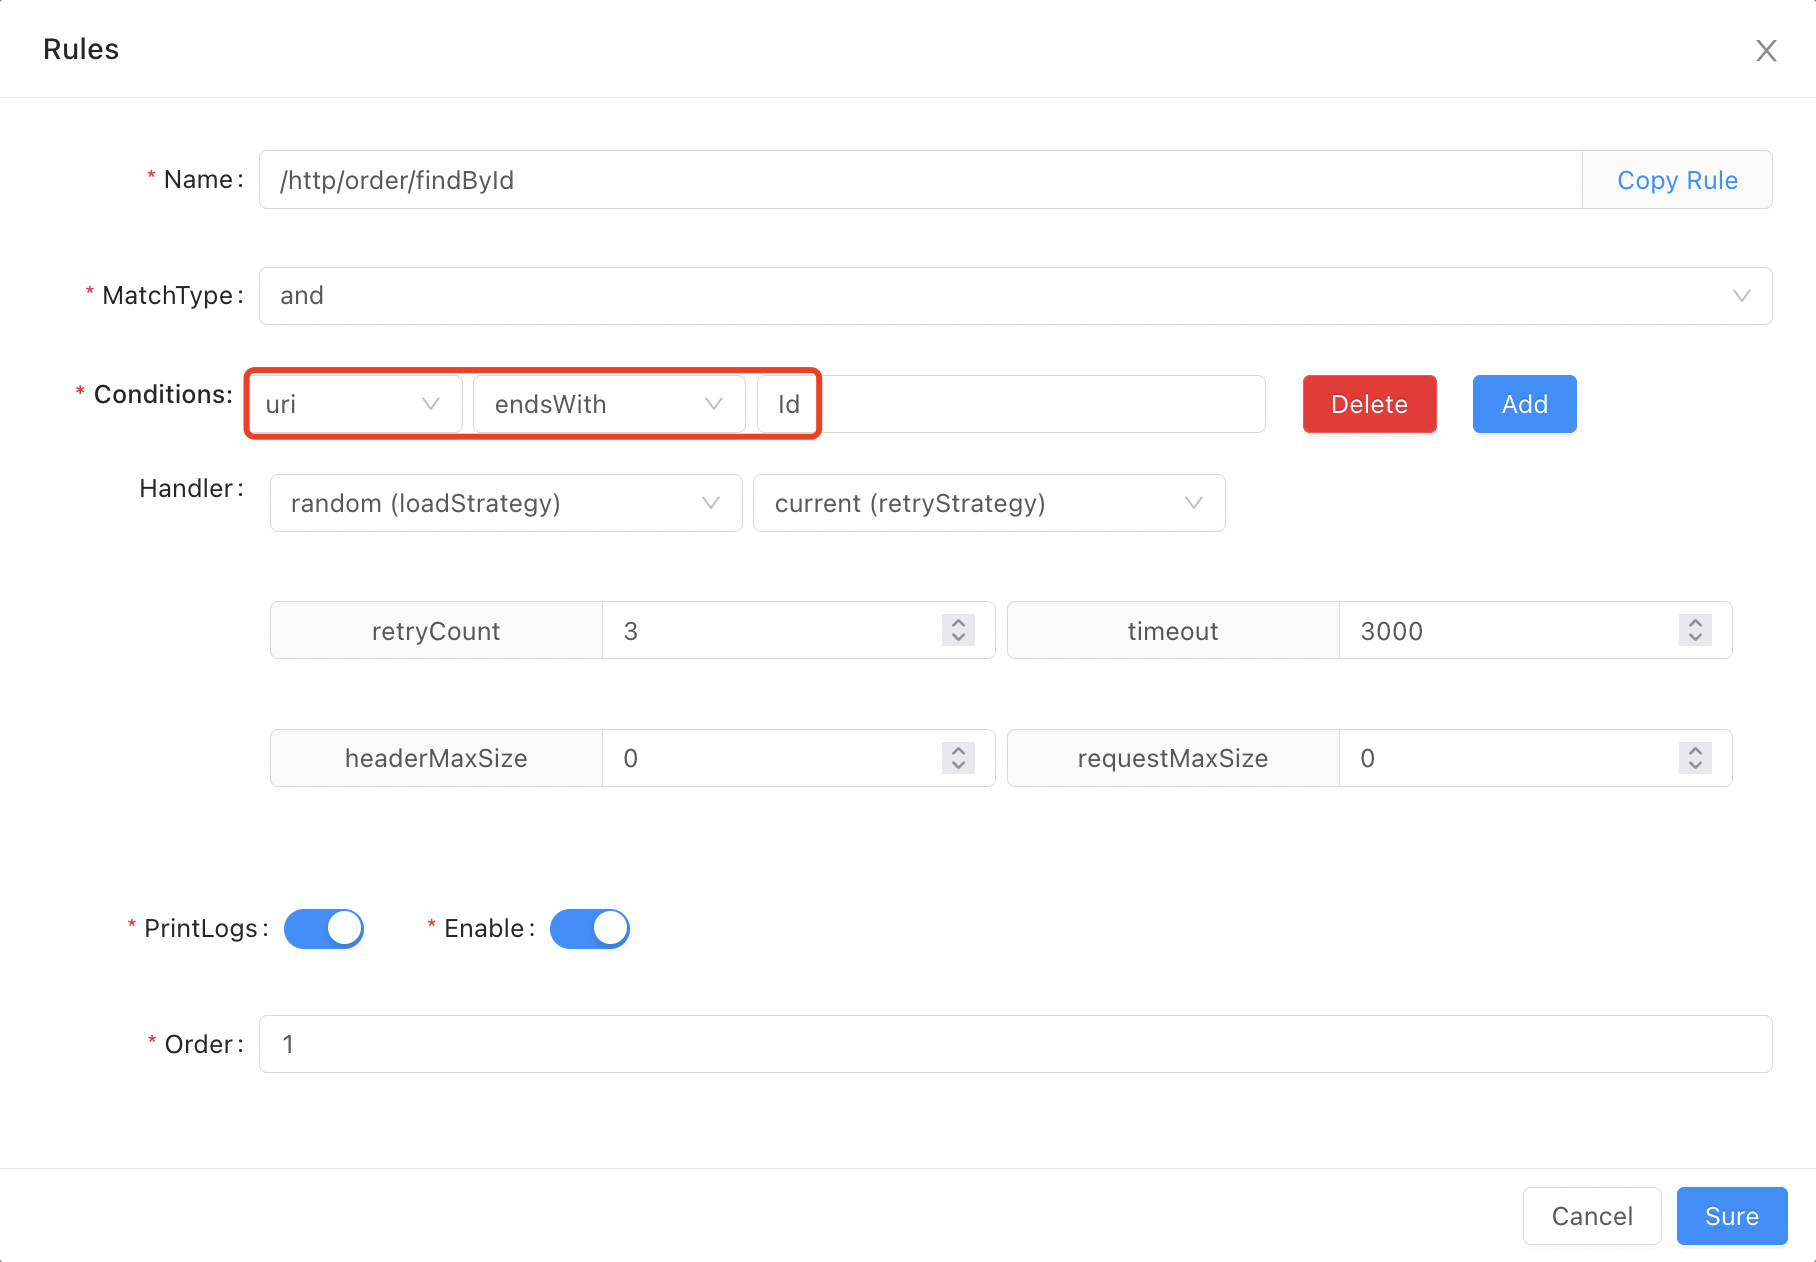 Rules
* Name: /http/order/findById Copy Rule
* MatchType: and
* Conditions: uri endsWith Id Delete Add
Handler: random (loadStrategy) current (retryStrategy)
retryCount 3 timeout 3000
headerMaxSize 0 requestMaxSize 0
* PrintLogs: * Enable:
* Order: 1
Cancel Sure